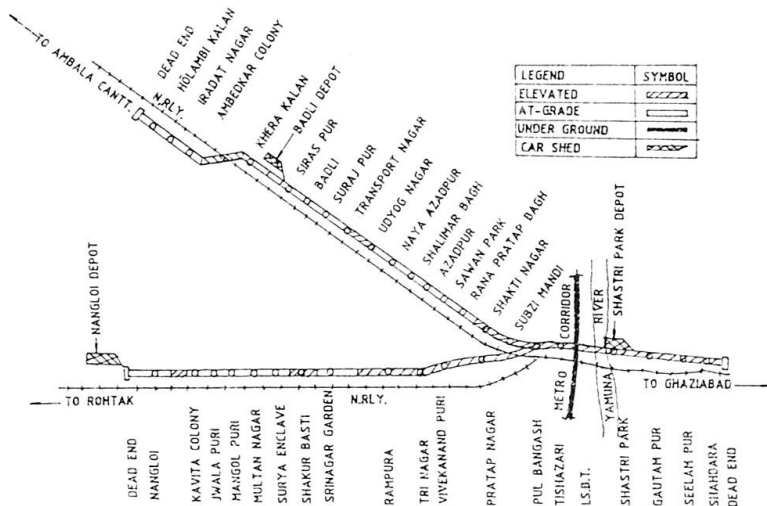 TO AMBALA CANTT.
N.RLY.
DEAD END
HOLAMBI KALAN
IRADAT NAGAR
AMBEDKAR COLONY
KHERA KALAN
BADLI DEPOT
SIRAS PUR
BADLI
SURAJ PUR
TRANSPORT NAGAR
UDYOG NAGAR
NAYA AZADPUR
SHALIMAR BAGH
AZADPUR
SAWAN PARK
RANA PRATAP BAGH
SHAKTI NAGAR
SUBZI MANDI
LEGEND SYMBOL
ELEVATED
AT-GRADE
UNDER GROUND
CAR SHED
METRO CORRIDOR
YAMUNA RIVER
SHASTRI PARK DEPOT
NANGLOI DEPOT
TO ROHTAK
N.RLY.
TO GHAZIABAD
DEAD END
NANGLOI
KAVITA COLONY
JWALA PURI
MANGOL PURI
MULTAN NAGAR
SURYA ENCLAVE
SHAKUR BASTI
SRINAGAR GARDEN
RAMPURA
TRI NAGAR
VIVEKANAND PURI
PRATAP NAGAR
PUL BANGASH
TISHAZARI
I.S.B.T.
SHASTRI PARK
GAUTAM PUR
SEELAM PUR
SHAHDARA
DEAD END